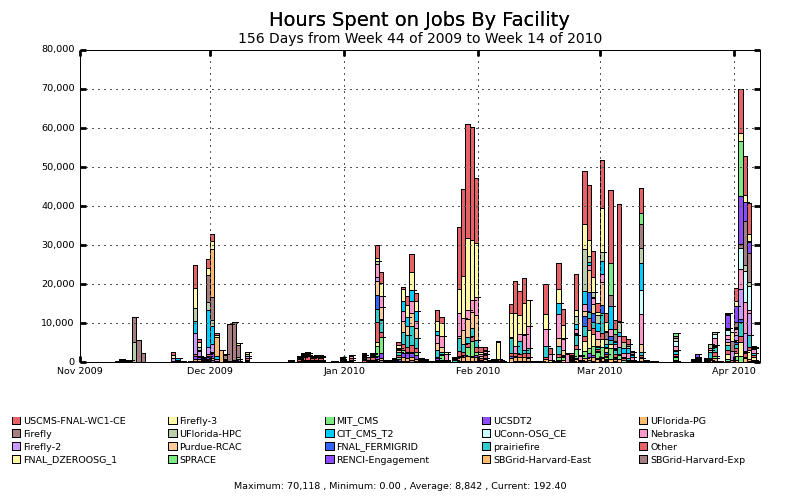 Hours Spent on Jobs By Facility
156 Days from Week 44 of 2009 to Week 14 of 2010
80,000
70,000
60,000
50,000
40,000
30,000
20,000
10,000
0
Nov 2009 Dec 2009 Jan 2010 Feb 2010 Mar 2010 Apr 2010
USCMS-FNAL-WC1-CE Firefly-3 MIT_CMS UCSDT2 UFlorida-PG
Firefly UFlorida-HPC CIT_CMS_T2 UConn-OSG_CE Nebraska
Firefly-2 Purdue-RCAC FNAL_FERMIGRID prairiefire Other
FNAL_DZEROOSG_1 SPRACE RENCI-Engagement SBGrid-Harvard-East SBGrid-Harvard-Exp
Maximum: 70,118 , Minimum: 0.00 , Average: 8,842 , Current: 192.40